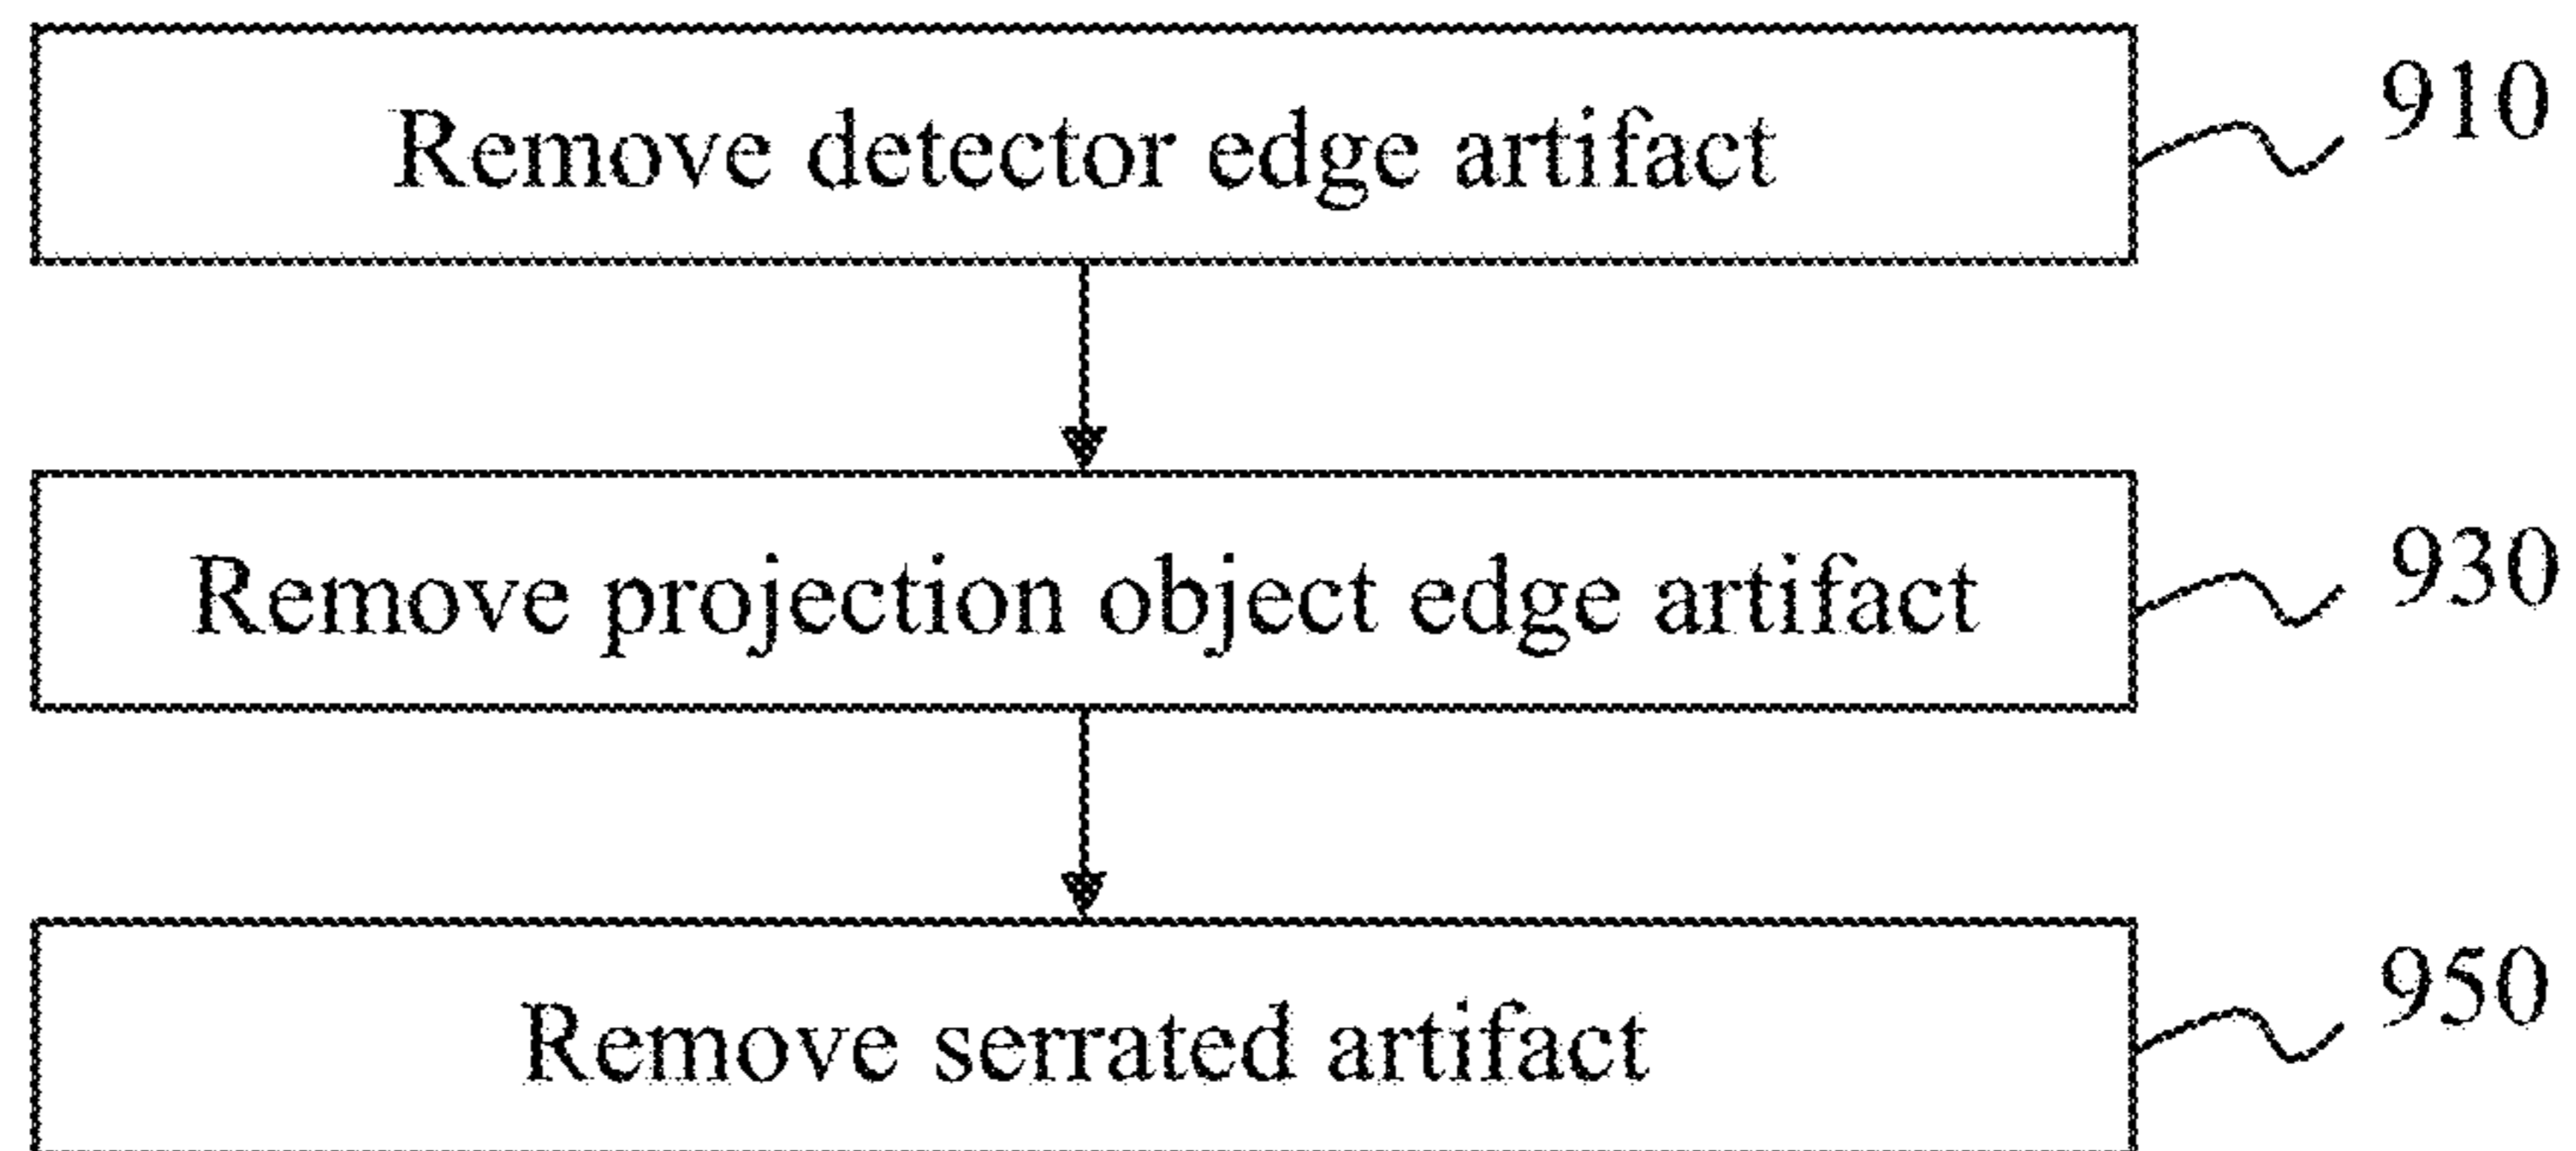 Remove detector edge artifact 910
Remove projection object edge artifact 930
Remove serrated artifact 950